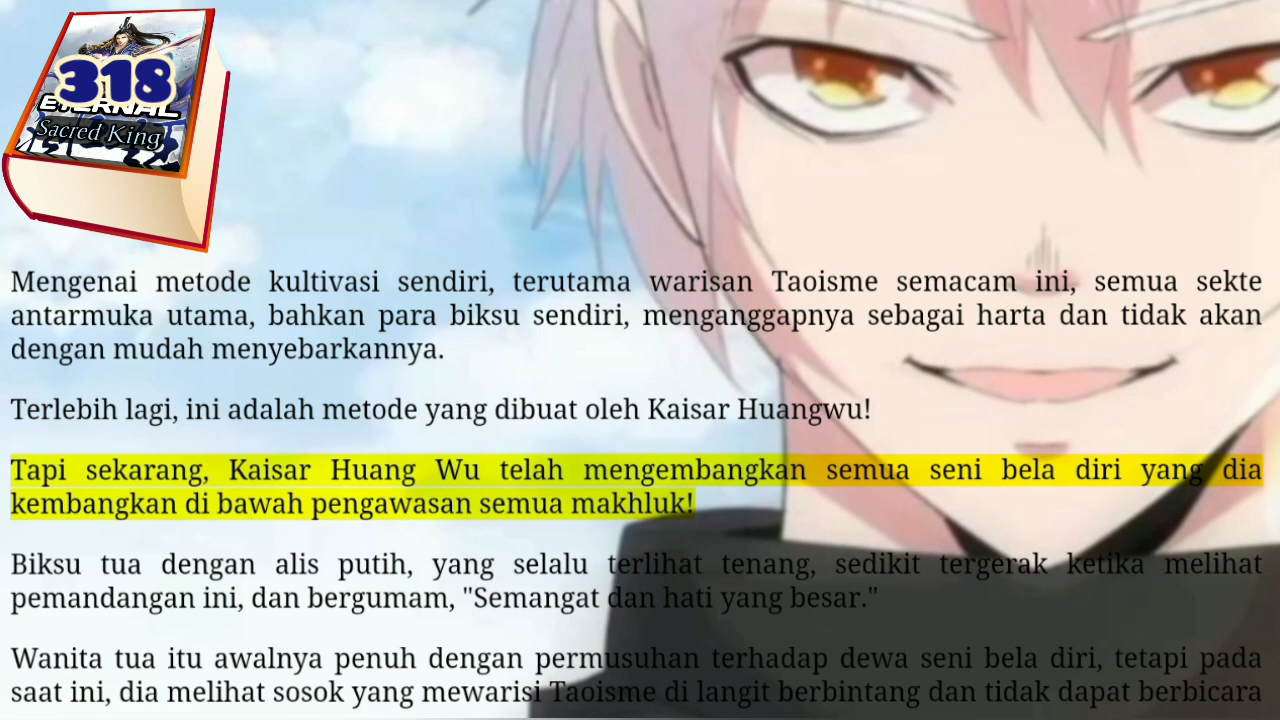 318
ETERNAL
Sacred King
Mengenai metode kultivasi sendiri, terutama warisan Taoisme semacam ini, semua sekte
antarmuka utama, bahkan para biksu sendiri, menganggapnya sebagai harta dan tidak akan
dengan mudah menyebarkannya.
Terlebih lagi, ini adalah metode yang dibuat oleh Kaisar Huangwu!
Tapi sekarang, Kaisar Huang Wu telah mengembangkan semua seni bela diri yang dia
kembangkan di bawah pengawasan semua makhluk!
Biksu tua dengan alis putih, yang selalu terlihat tenang, sedikit tergerak ketika melihat
pemandangan ini, dan bergumam, "Semangat dan hati yang besar."
Wanita tua itu awalnya penuh dengan permusuhan terhadap dewa seni bela diri, tetapi pada
saat ini, dia melihat sosok yang mewarisi Taoisme di langit berbintang dan tidak dapat berbicara